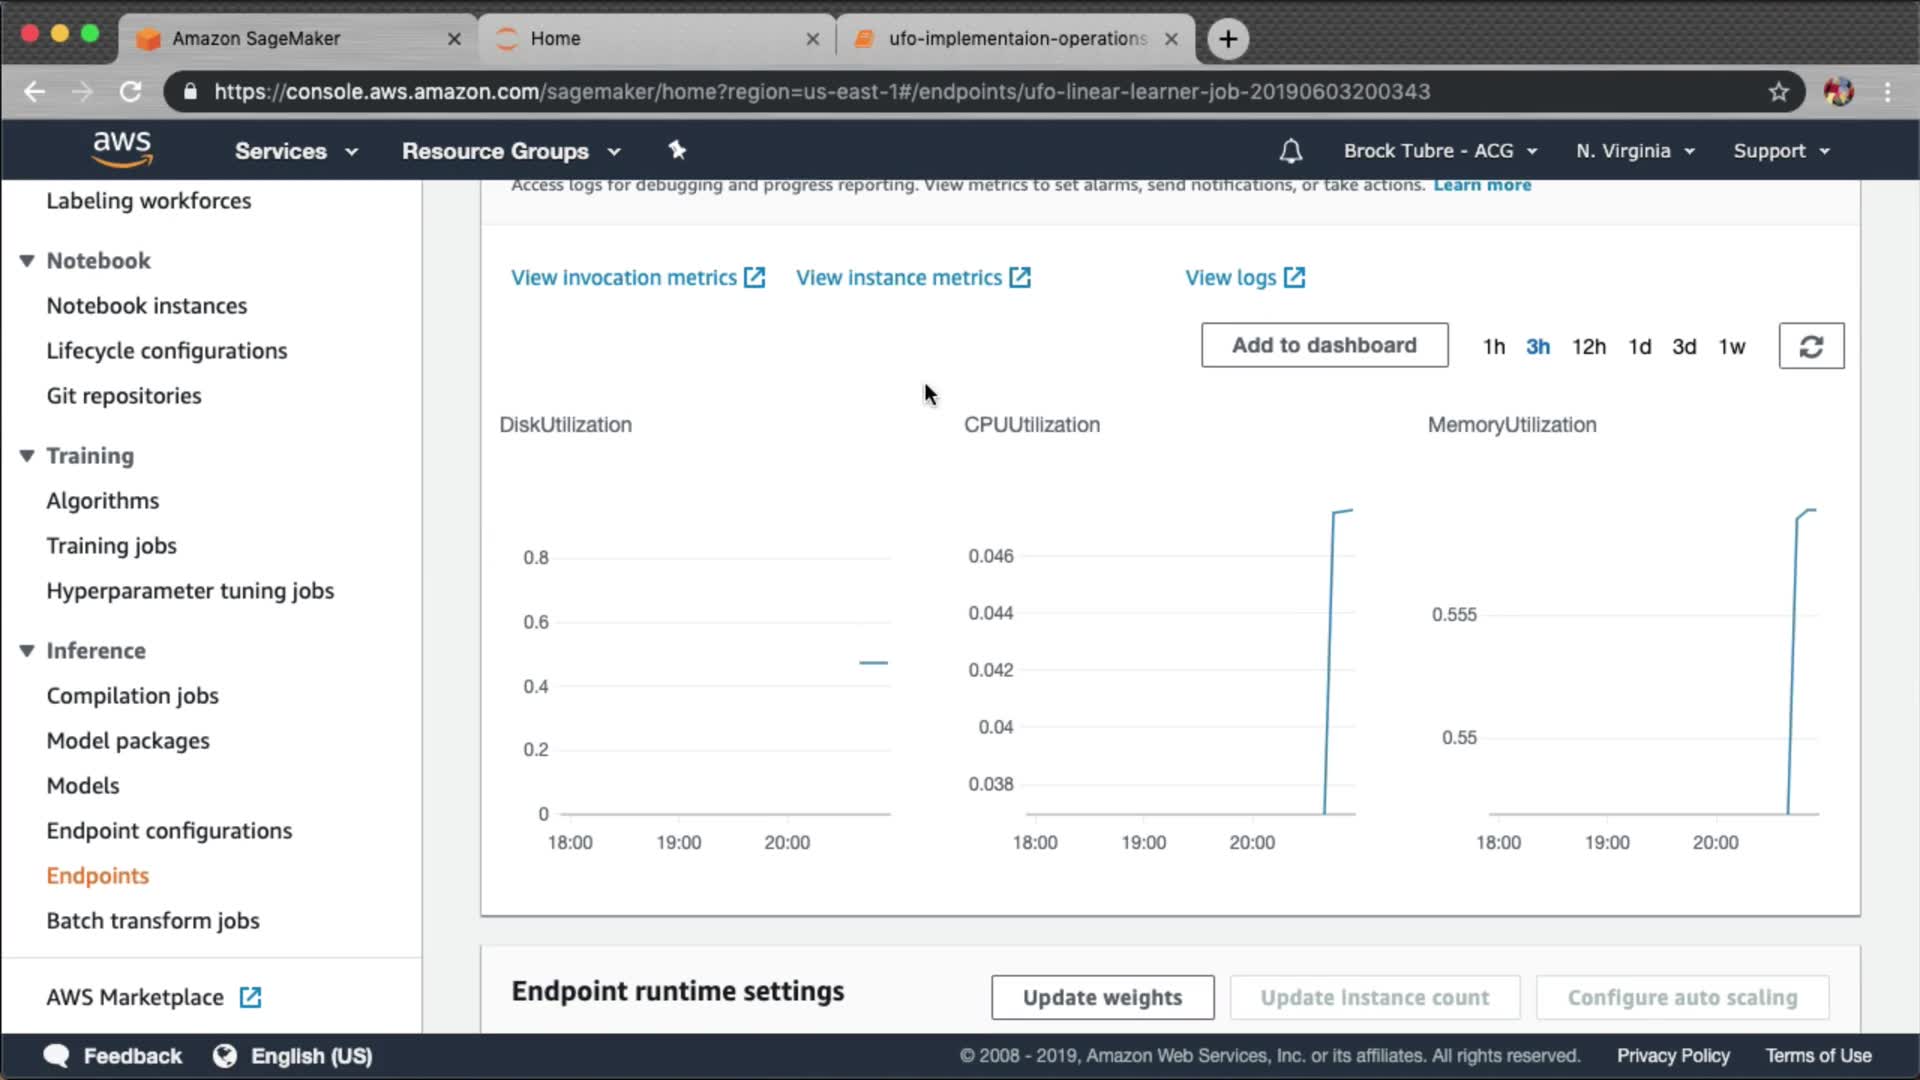 Amazon SageMaker
Home
ufo-implementaion-operations
https://console.aws.amazon.com/sagemaker/home?region=us-east-1#/endpoints/ufo-linear-learner-job-20190603200343
aws
Services
Resource Groups
Brock Tubre - ACG
N. Virginia
Support
Labeling workforces
Notebook
Notebook instances
Lifecycle configurations
Git repositories
Training
Algorithms
Training jobs
Hyperparameter tuning jobs
Inference
Compilation jobs
Model packages
Models
Endpoint configurations
Endpoints
Batch transform jobs
AWS Marketplace
Access logs for debugging and progress reporting. View metrics to set alarms, send notifications, or take actions. Learn more
View invocation metrics
View instance metrics
View logs
Add to dashboard
1h 3h 12h 1d 3d 1w
DiskUtilization
0.8
0.6
0.4
0.2
0
18:00 19:00 20:00
CPUUtilization
0.046
0.044
0.042
0.04
0.038
18:00 19:00 20:00
MemoryUtilization
0.555
0.55
18:00 19:00 20:00
Endpoint runtime settings
Update weights
Update instance count
Configure auto scaling
Feedback
English (US)
© 2008 - 2019, Amazon Web Services, Inc. or its affiliates. All rights reserved.
Privacy Policy
Terms of Use